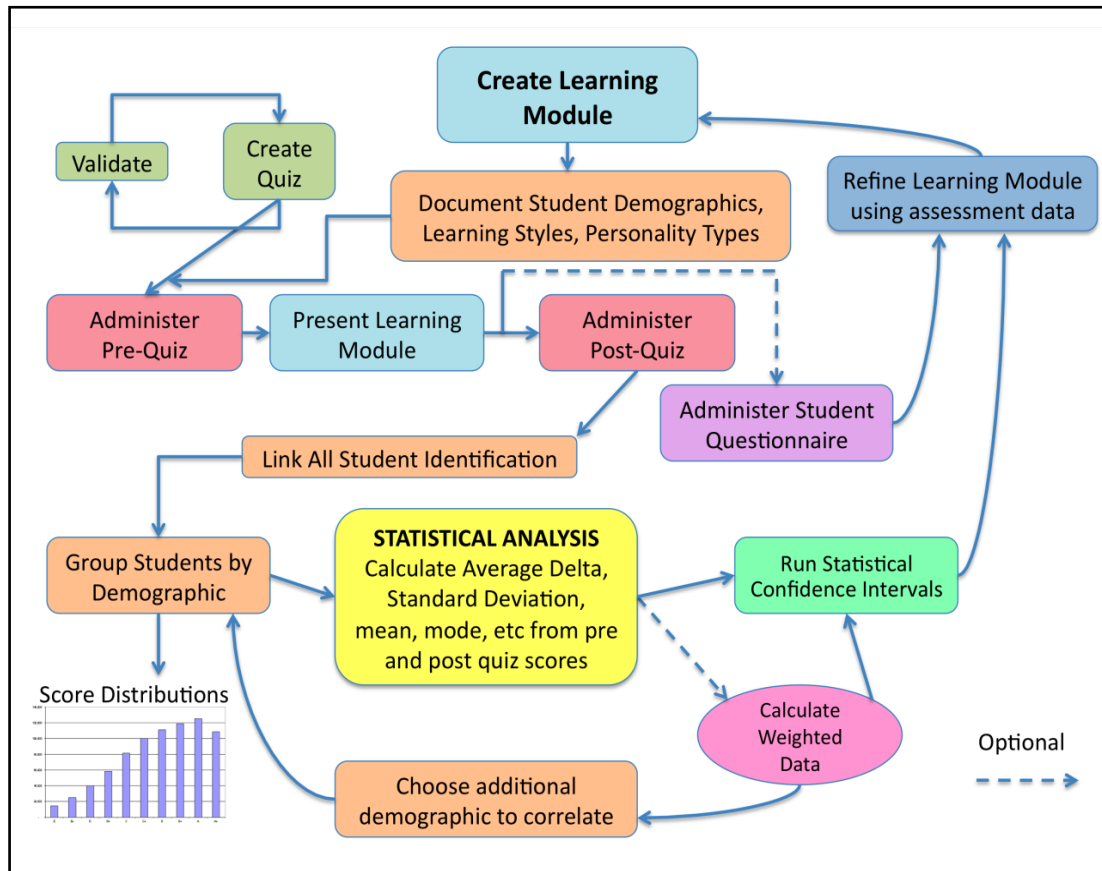 Create Learning
Module
Validate
Create
Quiz
Refine Learning Module
using assessment data
Document Student Demographics,
Learning Styles, Personality Types
Administer
Pre-Quiz
Present Learning
Module
Administer
Post-Quiz
Administer Student
Questionnaire
Link All Student Identification
Group Students by
Demographic
STATISTICAL ANALYSIS
Calculate Average Delta,
Standard Deviation,
mean, mode, etc from pre
and post quiz scores
Run Statistical
Confidence Intervals
Score Distributions
Calculate
Weighted
Data
Optional
Choose additional
demographic to correlate